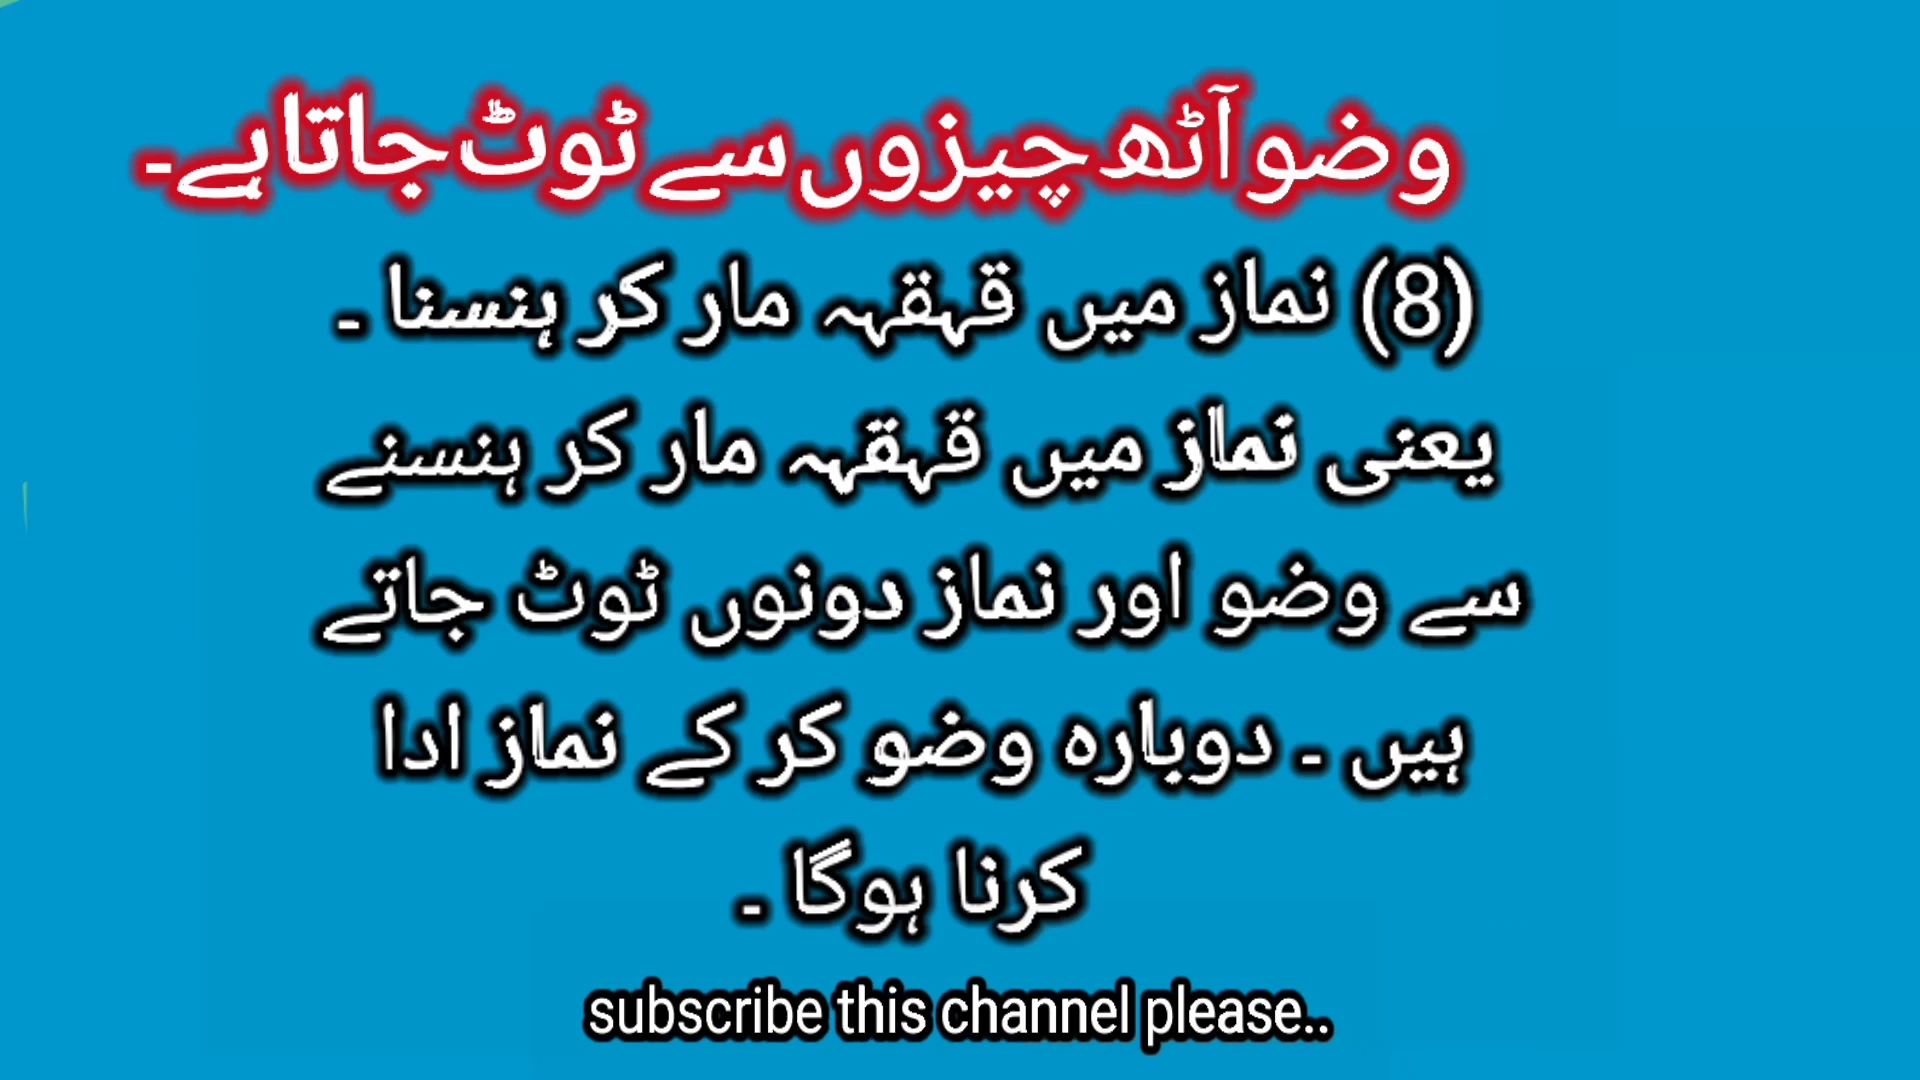 وضو آٹھ چیزوں سے ٹوٹ جاتا ہے۔
(8) نماز میں قہقہہ مار کر ہنسنا ۔
یعنی نماز میں قہقہہ مار کر ہنسنے
سے وضو اور نماز دونوں ٹوٹ جاتے
ہیں ۔ دوبارہ وضو کر کے نماز ادا
کرنا ہوگا ۔
subscribe this channel please..